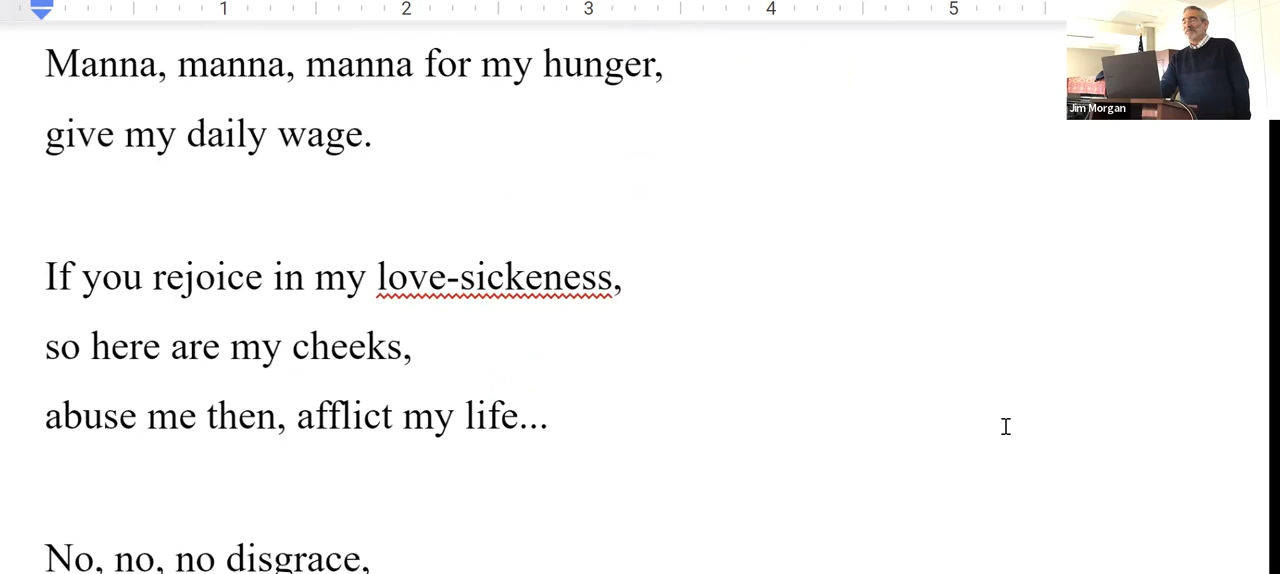 1 2 3 4 5
Jim Morgan
Manna, manna, manna for my hunger,
give my daily wage.
If you rejoice in my love-sickeness,
so here are my cheeks,
abuse me then, afflict my life...
No, no, no disgrace,